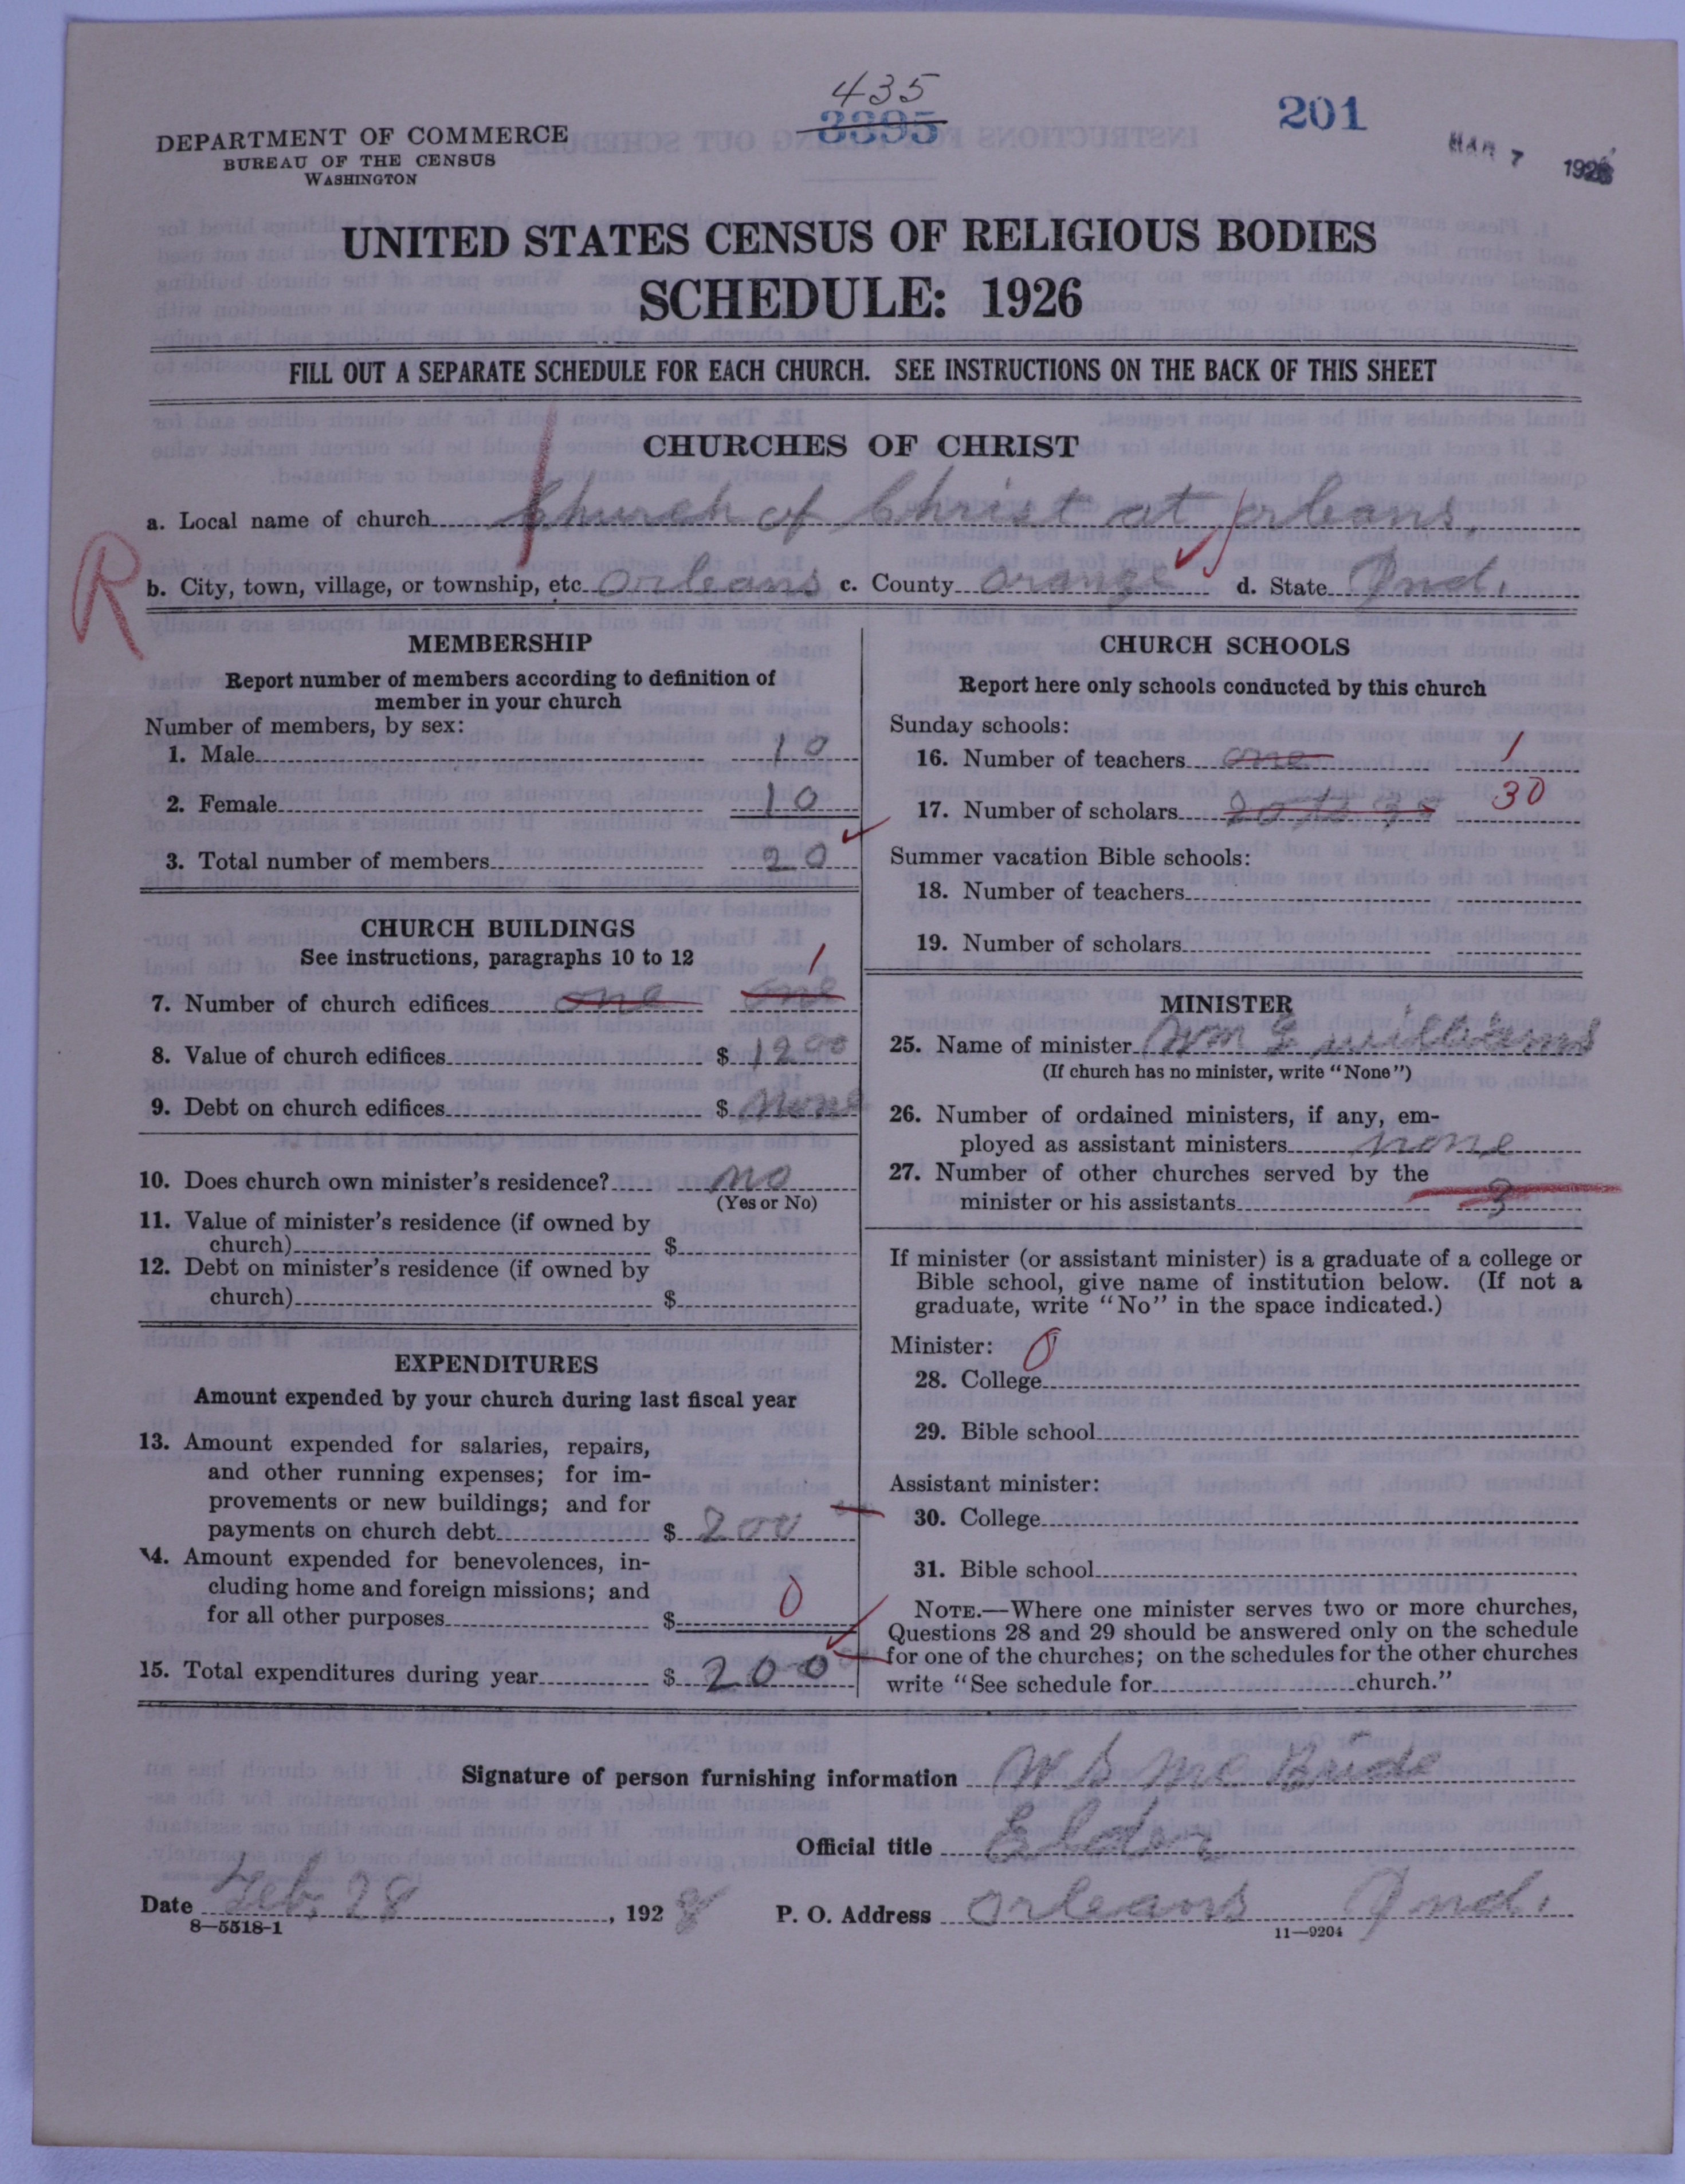 435
3395
201
MAR 7 1928
DEPARTMENT OF COMMERCE
BUREAU OF THE CENSUS
WASHINGTON
UNITED STATES CENSUS OF RELIGIOUS BODIES
SCHEDULE: 1926
FILL OUT A SEPARATE SCHEDULE FOR EACH CHURCH. SEE INSTRUCTIONS ON THE BACK OF THIS SHEET
CHURCHES OF CHRIST
a. Local name of church Church of Christ at Orleans.
R
b. City, town, village, or township, etc. Orleans c. County Orange d. State Ind.
MEMBERSHIP
Report number of members according to definition of
member in your church
Number of members, by sex:
1. Male 10
2. Female 10
3. Total number of members 20
CHURCH BUILDINGS
See instructions, paragraphs 10 to 12
1
7. Number of church edifices one one
8. Value of church edifices $ 1200
9. Debt on church edifices $ None
10. Does church own minister's residence? no
(Yes or No)
11. Value of minister's residence (if owned by
church) $
12. Debt on minister's residence (if owned by
church) $
EXPENDITURES
Amount expended by your church during last fiscal year
13. Amount expended for salaries, repairs,
and other running expenses; for im-
provements or new buildings; and for
payments on church debt $ 200
14. Amount expended for benevolences, in-
cluding home and foreign missions; and
for all other purposes $ 0
15. Total expenditures during year $ 200
CHURCH SCHOOLS
Report here only schools conducted by this church
Sunday schools:
16. Number of teachers one 1
17. Number of scholars 20 to 30 30
Summer vacation Bible schools:
18. Number of teachers
19. Number of scholars
MINISTER
25. Name of minister Wm G williams
(If church has no minister, write "None")
26. Number of ordained ministers, if any, em-
ployed as assistant ministers none
27. Number of other churches served by the
minister or his assistants 3
If minister (or assistant minister) is a graduate of a college or
Bible school, give name of institution below. (If not a
graduate, write "No" in the space indicated.)
Minister: 0
28. College
29. Bible school
Assistant minister:
30. College
31. Bible school
NOTE.—Where one minister serves two or more churches,
Questions 28 and 29 should be answered only on the schedule
for one of the churches; on the schedules for the other churches
write "See schedule for church."
Signature of person furnishing information W S Mc
Official title Elder
Date Feb. 28, 1928 P. O. Address Orleans Ind.
8—5518-1
11—9204